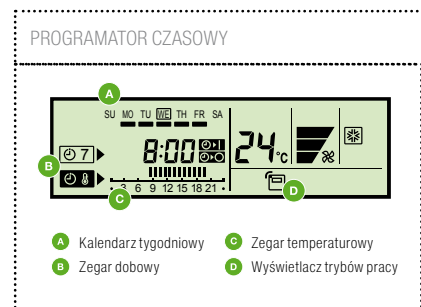 PROGRAMATOR CZASOWY
A
SU MO TU WE TH FR SA
B
7
8:00
24°C
3 6 9 12 15 18 21
C
D
A Kalendarz tygodniowy
C Zegar temperaturowy
B Zegar dobowy
D Wyświetlacz trybów pracy